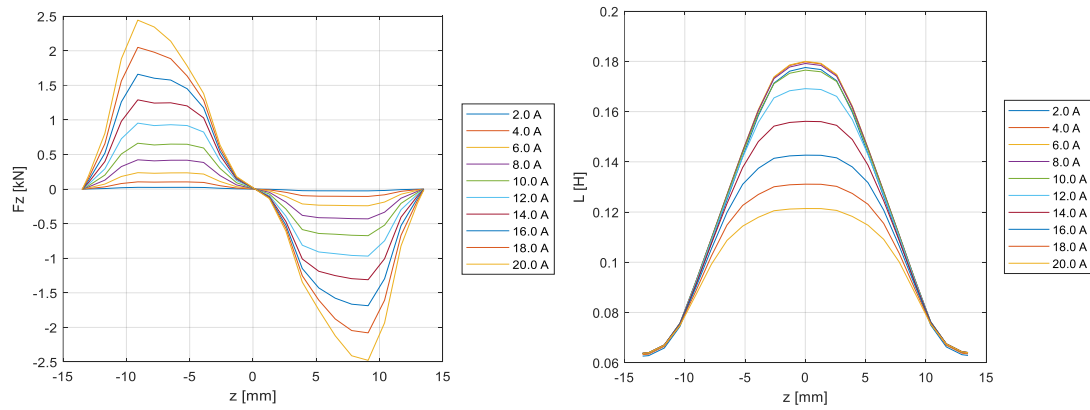 2.5
2
1.5
1
0.5
0
-0.5
-1
-1.5
-2
-2.5
Fz [kN]
-15
-10
-5
0
5
10
15
z [mm]
2.0 A
4.0 A
6.0 A
8.0 A
10.0 A
12.0 A
14.0 A
16.0 A
18.0 A
20.0 A
0.2
0.18
0.16
0.14
0.12
0.1
0.08
0.06
L [H]
-15
-10
-5
0
5
10
15
z [mm]
2.0 A
4.0 A
6.0 A
8.0 A
10.0 A
12.0 A
14.0 A
16.0 A
18.0 A
20.0 A